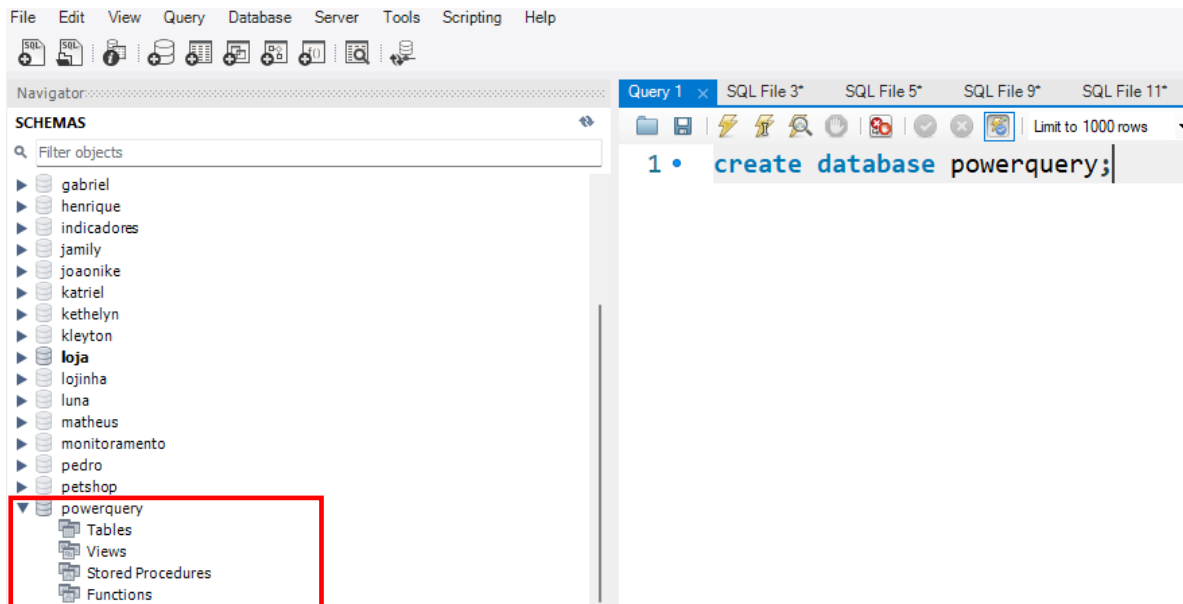 File Edit View Query Database Server Tools Scripting Help
Navigator
SCHEMAS
Filter objects
gabriel
henrique
indicadores
jamily
joaonike
katriel
kethelyn
kleyton
loja
lojinha
luna
matheus
monitoramento
pedro
petshop
powerquery
Tables
Views
Stored Procedures
Functions
Query 1 SQL File 3* SQL File 5* SQL File 9* SQL File 11*
Limit to 1000 rows
1 create database powerquery;